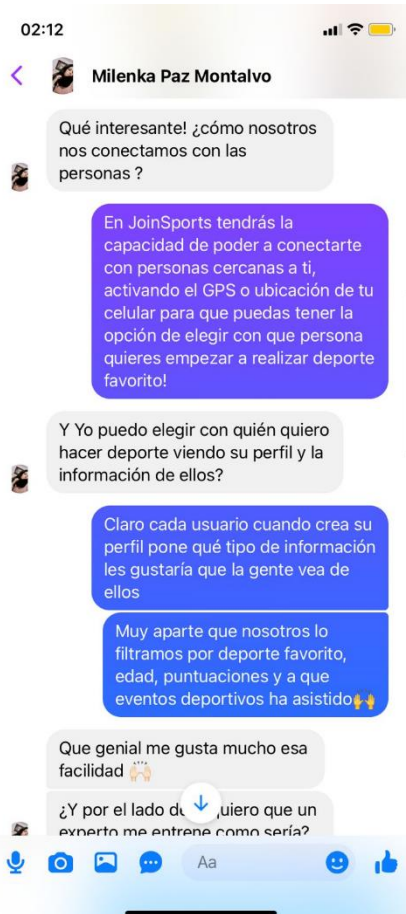 02:12
Milenka Paz Montalvo
Qué interesante! ¿cómo nosotros
nos conectamos con las
personas ?
En JoinSports tendrás la
capacidad de poder a conectarte
con personas cercanas a ti,
activando el GPS o ubicación de tu
celular para que puedas tener la
opción de elegir con que persona
quieres empezar a realizar deporte
favorito!
Y Yo puedo elegir con quién quiero
hacer deporte viendo su perfil y la
información de ellos?
Claro cada usuario cuando crea su
perfil pone qué tipo de información
les gustaría que la gente vea de
ellos
Muy aparte que nosotros lo
filtramos por deporte favorito,
edad, puntuaciones y a que
eventos deportivos ha asistido🙌
Que genial me gusta mucho esa
facilidad 🙌🏻
¿Y por el lado de quiero que un
experto me entrene como sería?
Aa